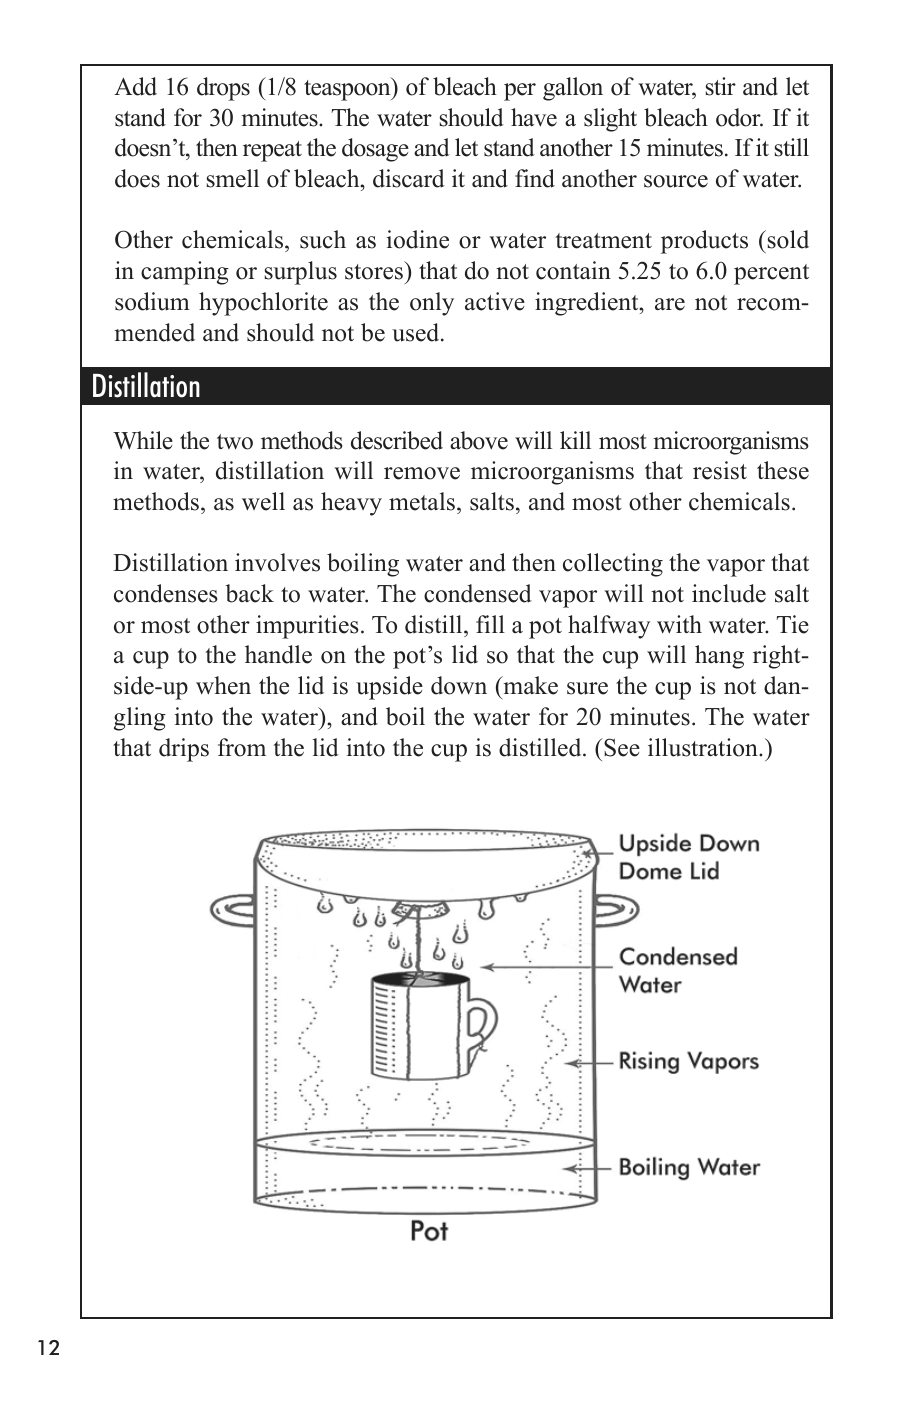 Add 16 drops (1/8 teaspoon) of bleach per gallon of water, stir and let
stand for 30 minutes. The water should have a slight bleach odor. If it
doesn’t, then repeat the dosage and let stand another 15 minutes. If it still
does not smell of bleach, discard it and find another source of water.
Other chemicals, such as iodine or water treatment products (sold
in camping or surplus stores) that do not contain 5.25 to 6.0 percent
sodium hypochlorite as the only active ingredient, are not recom-
mended and should not be used.
Distillation
While the two methods described above will kill most microorganisms
in water, distillation will remove microorganisms that resist these
methods, as well as heavy metals, salts, and most other chemicals.
Distillation involves boiling water and then collecting the vapor that
condenses back to water. The condensed vapor will not include salt
or most other impurities. To distill, fill a pot halfway with water. Tie
a cup to the handle on the pot’s lid so that the cup will hang right-
side-up when the lid is upside down (make sure the cup is not dan-
gling into the water), and boil the water for 20 minutes. The water
that drips from the lid into the cup is distilled. (See illustration.)
Upside Down
Dome Lid
Condensed
Water
Rising Vapors
Boiling Water
Pot
12